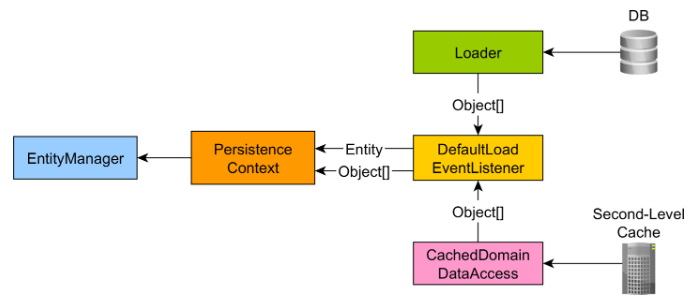 DB
Loader
Object[]
EntityManager
Persistence
Context
Entity
Object[]
DefaultLoad
EventListener
Object[]
Second-Level
Cache
CachedDomain
DataAccess